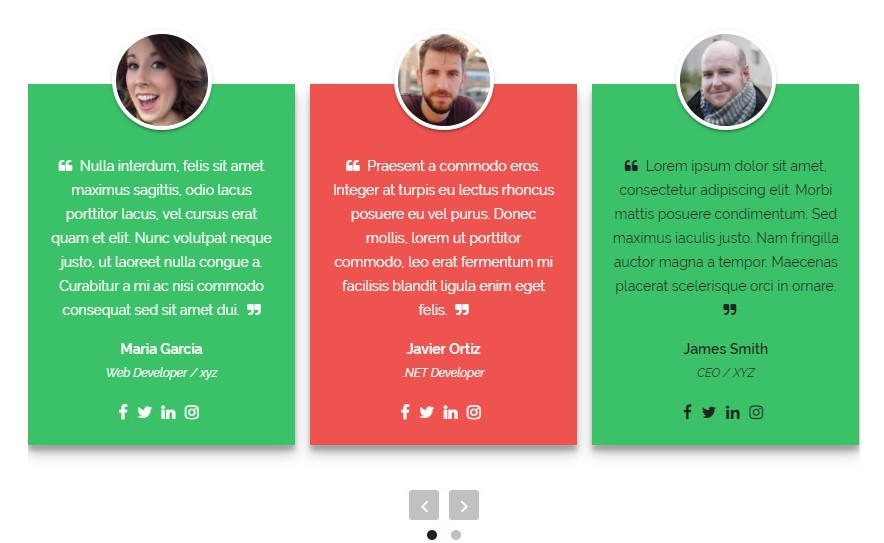 Nulla interdum, felis sit amet
maximus sagittis, odio lacus
porttitor lacus, vel cursus erat
quam et elit. Nunc volutpat neque
justo, ut laoreet nulla congue a.
Curabitur a mi ac nisi commodo
consequat sed sit amet dui.
Maria Garcia
Web Developer / xyz
Praesent a commodo eros.
Integer at turpis eu lectus rhoncus
posuere eu vel purus. Donec
mollis, lorem ut porttitor
commodo, leo erat fermentum mi
facilisis blandit ligula enim eget
felis.
Javier Ortiz
.NET Developer
Lorem ipsum dolor sit amet,
consectetur adipiscing elit. Morbi
mattis posuere condimentum. Sed
maximus iaculis justo. Nam fringilla
auctor magna a tempor. Maecenas
placerat scelerisque orci in ornare.
James Smith
CEO / XYZ